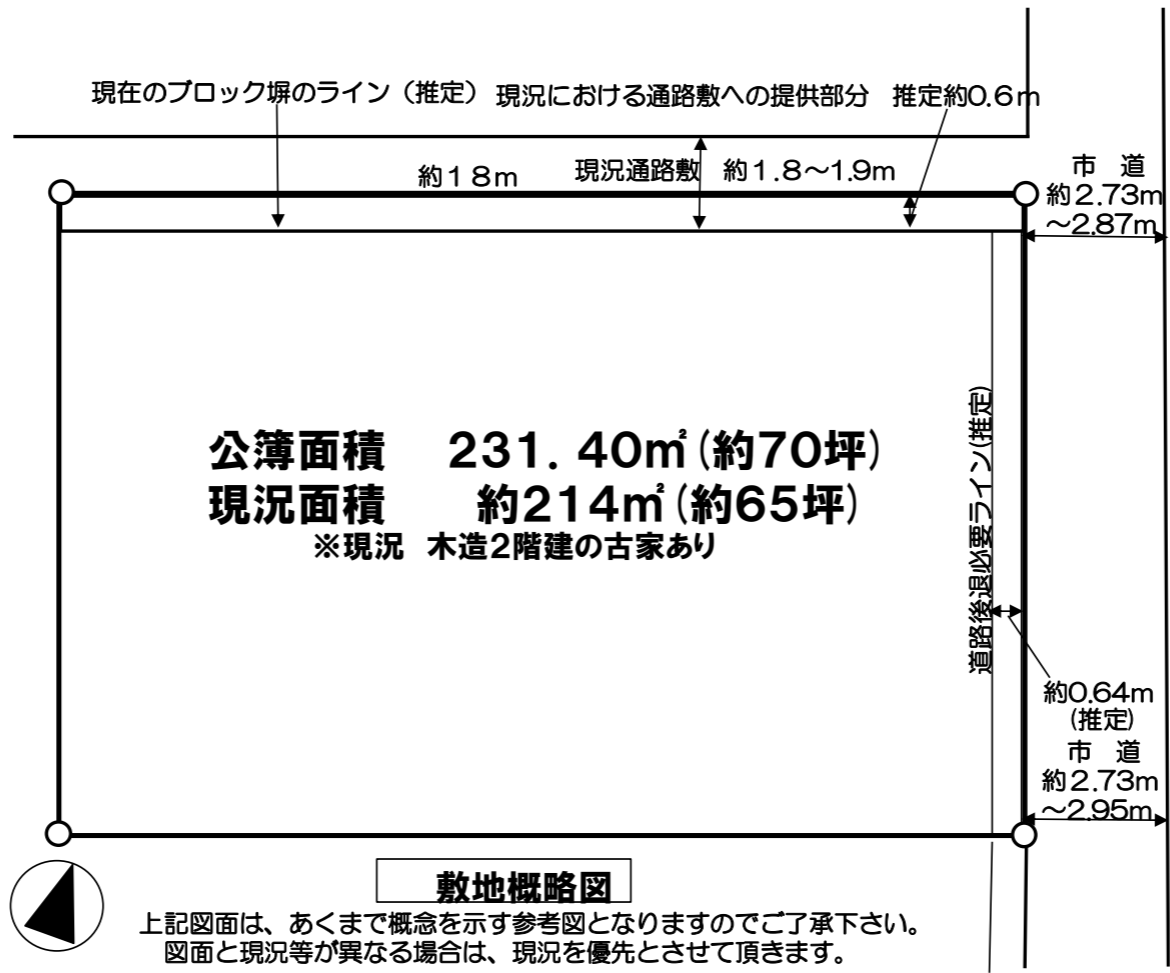 現在のブロック塀のライン（推定） 現況における通路敷への提供部分　推定約0.6m
約18m
現況通路敷　約1.8～1.9m
市　道
約2.73m
～2.87m
公簿面積　231.40㎡(約70坪)
現況面積　約214㎡(約65坪)
※現況　木造2階建の古家あり
道路後退必要ライン(推定)
約0.64m
(推定)
市　道
約2.73m
～2.95m
敷地概略図
上記図面は、あくまで概念を示す参考図となりますのでご了承下さい。
図面と現況等が異なる場合は、現況を優先とさせて頂きます。